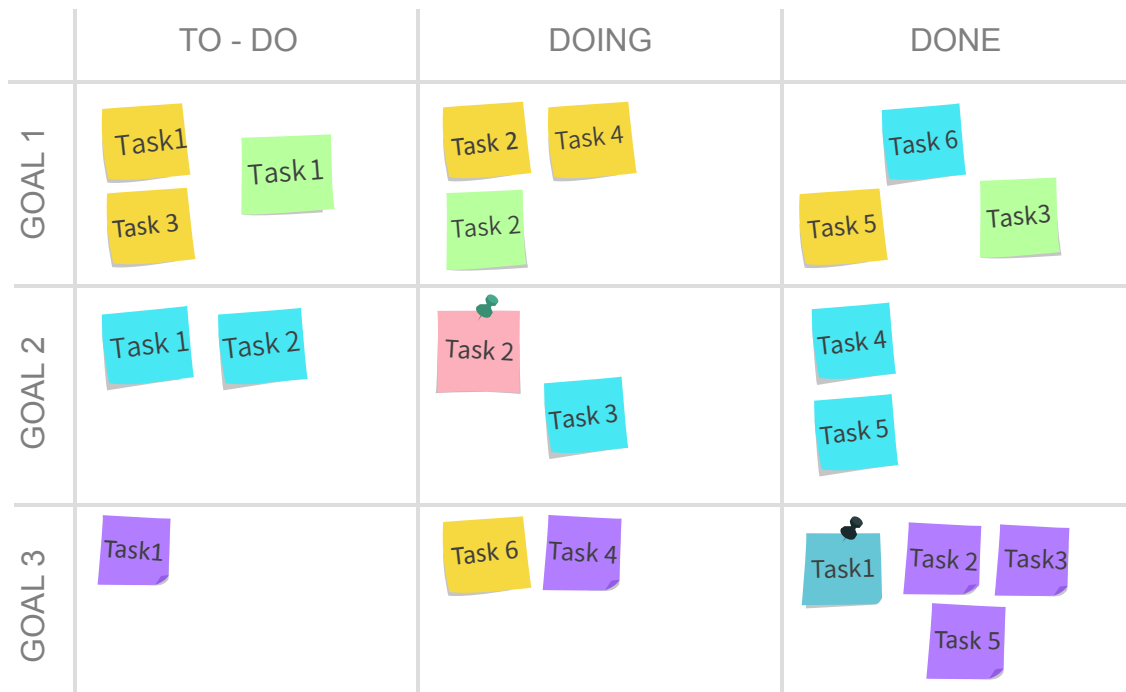 TO - DO
DOING
DONE
GOAL 1
Task1
Task 1
Task 3
Task 2
Task 4
Task 2
Task 6
Task 5
Task3
GOAL 2
Task 1
Task 2
Task 2
Task 3
Task 4
Task 5
GOAL 3
Task1
Task 6
Task 4
Task1
Task 2
Task3
Task 5